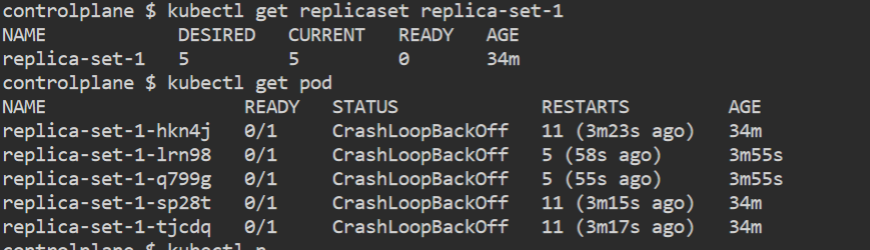 controlplane $ kubectl get replicaset replica-set-1
NAME DESIRED CURRENT READY AGE
replica-set-1 5 5 0 34m
controlplane $ kubectl get pod
NAME READY STATUS RESTARTS AGE
replica-set-1-hkn4j 0/1 CrashLoopBackOff 11 (3m23s ago) 34m
replica-set-1-lrn98 0/1 CrashLoopBackOff 5 (58s ago) 3m55s
replica-set-1-q799g 0/1 CrashLoopBackOff 5 (55s ago) 3m55s
replica-set-1-sp28t 0/1 CrashLoopBackOff 11 (3m15s ago) 34m
replica-set-1-tjcdq 0/1 CrashLoopBackOff 11 (3m17s ago) 34m
controlplane $ kubectl